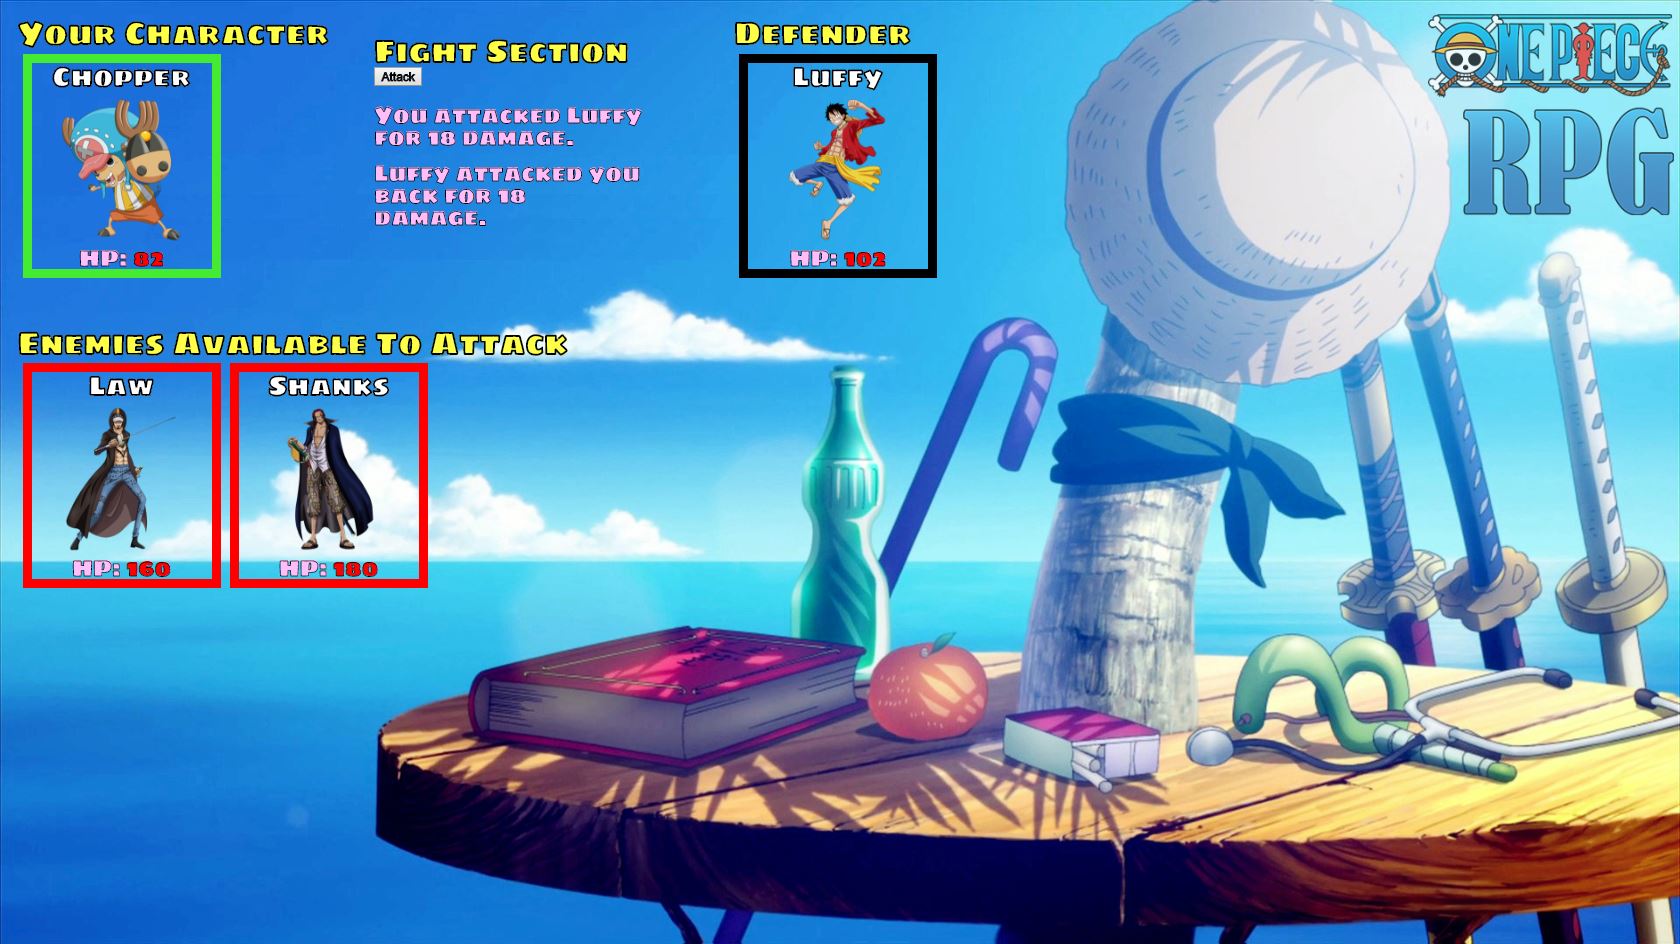 Your Character
Chopper
HP: 82
Fight Section
Attack
You attacked Luffy
for 18 damage.
Luffy attacked you
back for 18
damage.
Defender
Luffy
HP: 102
ONE PIECE
RPG
Enemies Available To Attack
Law
HP: 160
Shanks
HP: 180